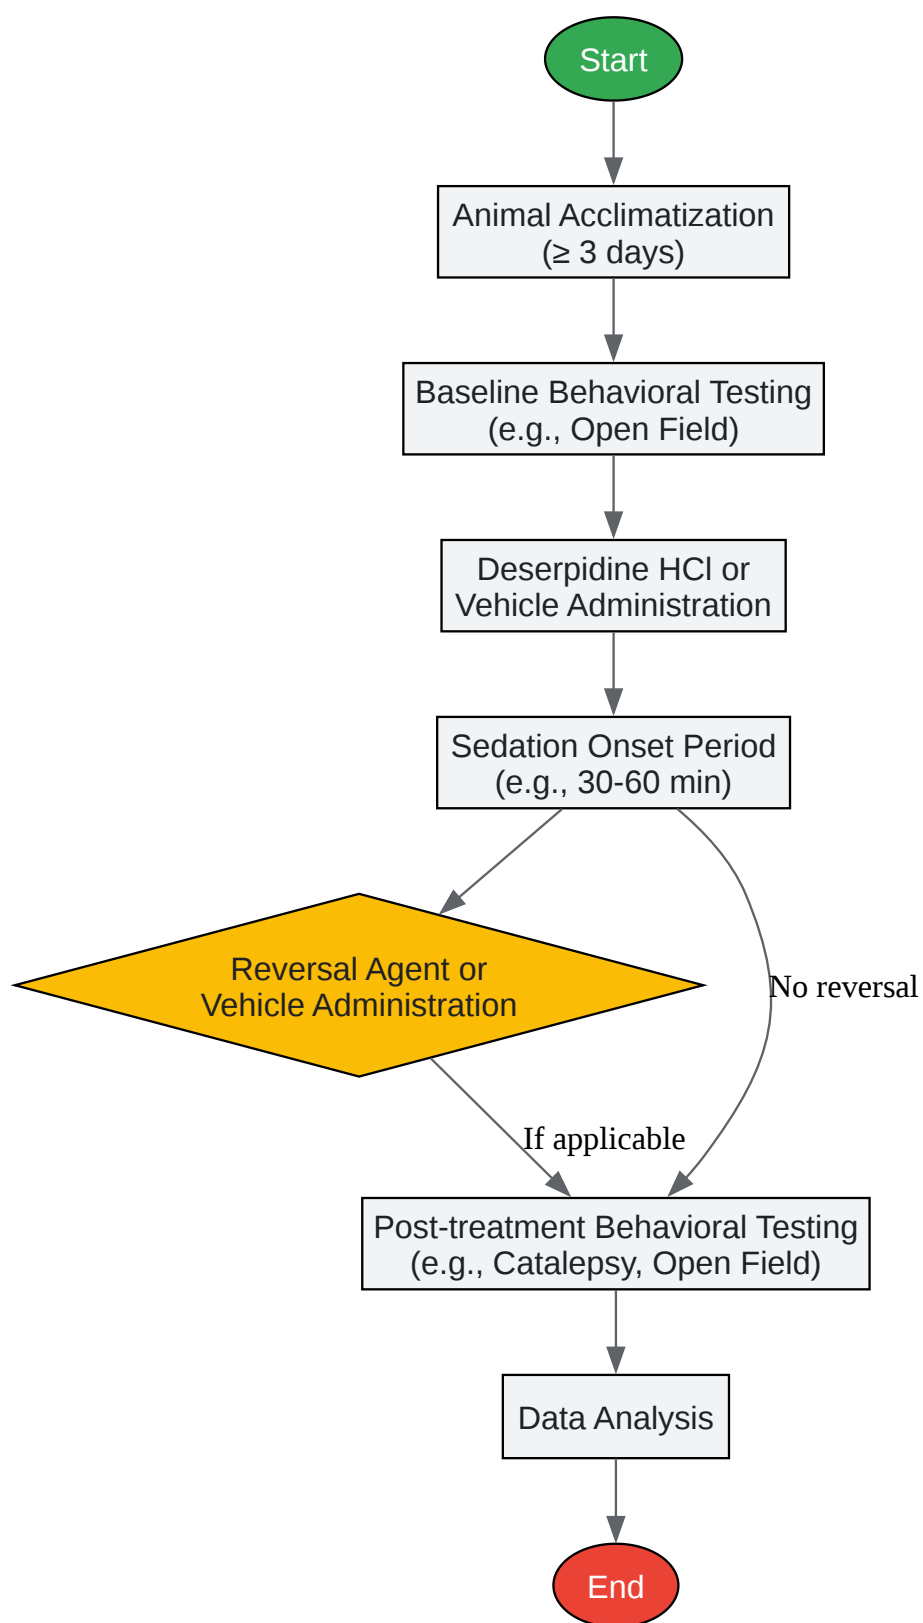 Start
Animal Acclimatization
(≥ 3 days)
Baseline Behavioral Testing
(e.g., Open Field)
Deserpidine HCl or
Vehicle Administration
Sedation Onset Period
(e.g., 30-60 min)
Reversal Agent or
Vehicle Administration
No reversal
If applicable
Post-treatment Behavioral Testing
(e.g., Catalepsy, Open Field)
Data Analysis
End